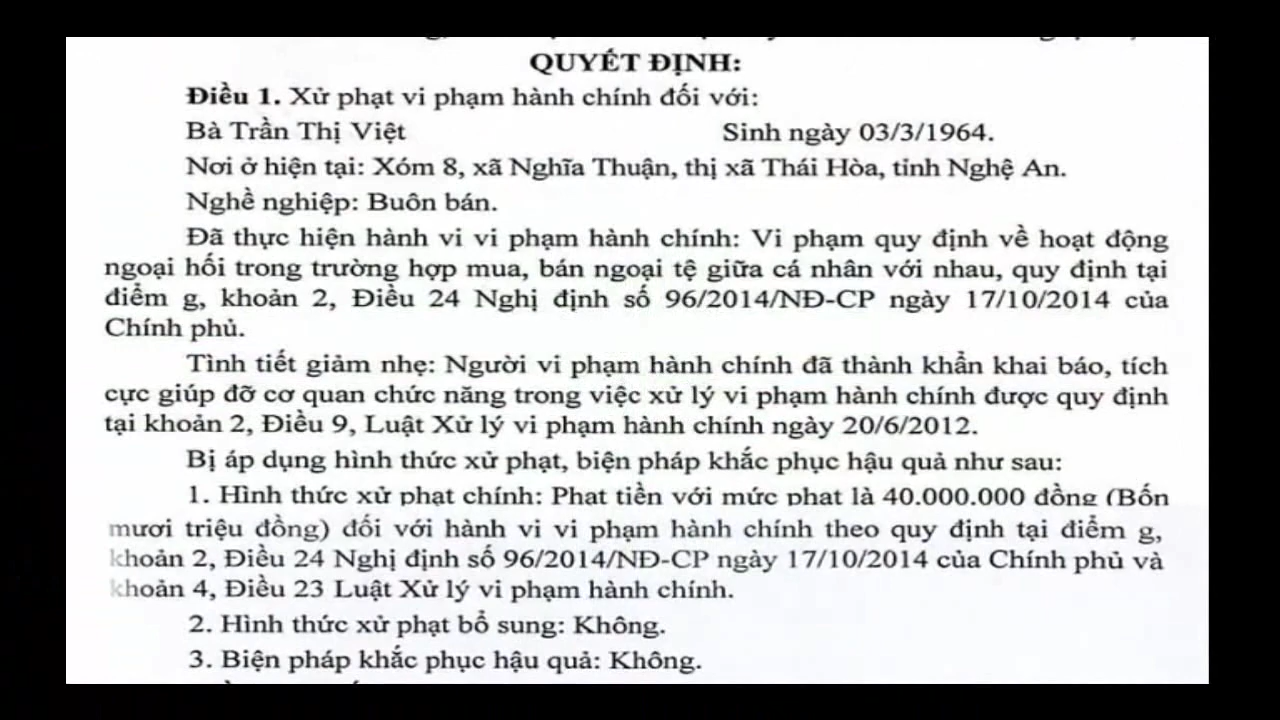 QUYẾT ĐỊNH:
Điều 1. Xử phạt vi phạm hành chính đối với:
Bà Trần Thị Việt Sinh ngày 03/3/1964.
Nơi ở hiện tại: Xóm 8, xã Nghĩa Thuận, thị xã Thái Hòa, tỉnh Nghệ An.
Nghề nghiệp: Buôn bán.
Đã thực hiện hành vi vi phạm hành chính: Vi phạm quy định về hoạt động
ngoại hối trong trường hợp mua, bán ngoại tệ giữa cá nhân với nhau, quy định tại
điểm g, khoản 2, Điều 24 Nghị định số 96/2014/NĐ-CP ngày 17/10/2014 của
Chính phủ.
Tình tiết giảm nhẹ: Người vi phạm hành chính đã thành khẩn khai báo, tích
cực giúp đỡ cơ quan chức năng trong việc xử lý vi phạm hành chính được quy định
tại khoản 2, Điều 9, Luật Xử lý vi phạm hành chính ngày 20/6/2012.
Bị áp dụng hình thức xử phạt, biện pháp khắc phục hậu quả như sau:
1. Hình thức xử phạt chính: Phạt tiền với mức phạt là 40.000.000 đồng (Bốn
mươi triệu đồng) đối với hành vi vi phạm hành chính theo quy định tại điểm g,
khoản 2, Điều 24 Nghị định số 96/2014/NĐ-CP ngày 17/10/2014 của Chính phủ và
khoản 4, Điều 23 Luật Xử lý vi phạm hành chính.
2. Hình thức xử phạt bổ sung: Không.
3. Biện pháp khắc phục hậu quả: Không.